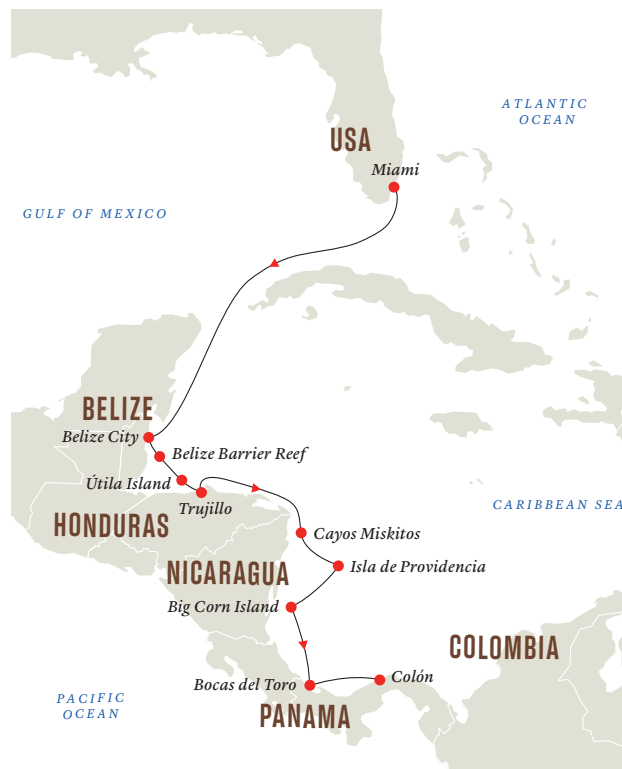 ATLANTIC
OCEAN
USA
Miami
GULF OF MEXICO
BELIZE
Belize City
Belize Barrier Reef
Útila Island
Trujillo
CARIBBEAN SEA
HONDURAS
Cayos Miskitos
NICARAGUA
Isla de Providencia
Big Corn Island
COLOMBIA
Bocas del Toro
Colón
PACIFIC
OCEAN
PANAMA